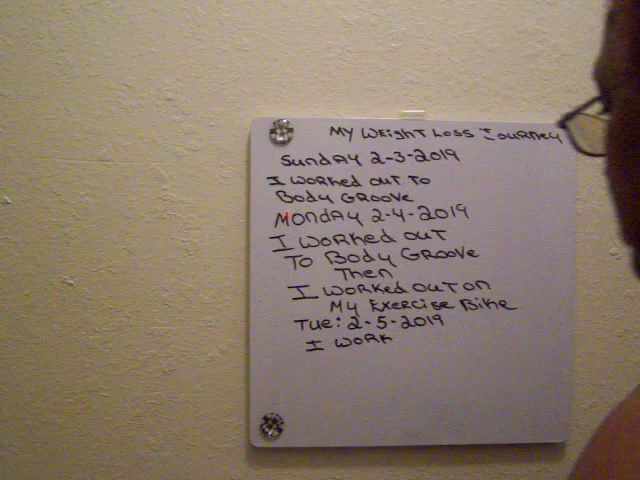 My Weight Loss Journey
Sunday 2-3-2019
I worked out to
Body Groove
Monday 2-4-2019
I worked out
To Body Groove
Then
I worked out on
My Exercise Bike
Tue: 2-5-2019
I work